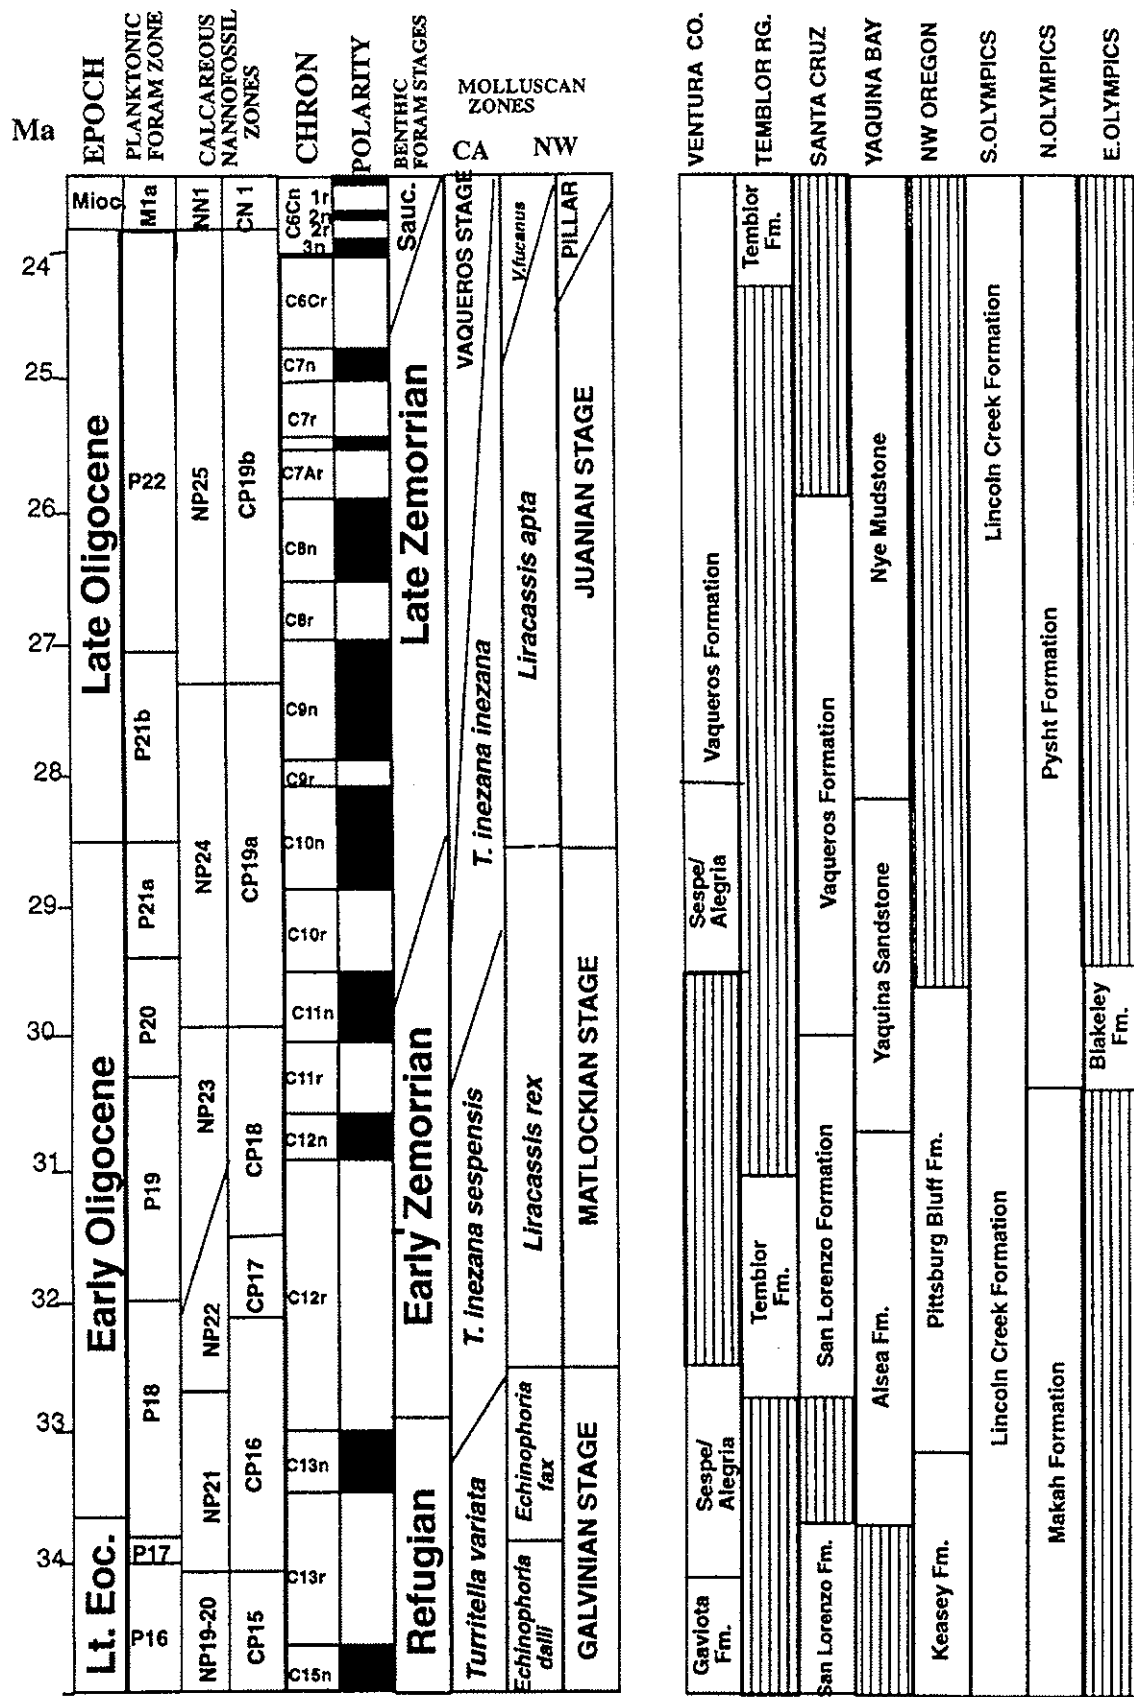 Ma
EPOCH
PLANKTONIC
FORAM ZONE
CALCAREOUS
NANNOFOSSIL
ZONES
CHRON
POLARITY
BENTHIC
FORAM STAGES
MOLLUSCAN
ZONES
CA
NW
VENTURA CO.
TEMBLOR RG.
SANTA CRUZ
YAQUINA BAY
NW OREGON
S.OLYMPICS
N.OLYMPICS
E.OLYMPICS
24
25
26
27
28
29
30
31
32
33
34
Mioc.
Late Oligocene
Early Oligocene
Lt. Eoc.
M1a
P22
P21b
P21a
P20
P19
P18
P17
P16
NN1
NP25
NP24
NP23
NP22
NP21
NP19-20
CN 1
CP19b
CP19a
CP18
CP17
CP16
CP15
C6Cn
1r
2n
2r
3n
C6Cr
C7n
C7r
C7Ar
C8n
C8r
C9n
C9r
C10n
C10r
C11n
C11r
C12n
C12r
C13n
C13r
C15n
Sauc.
Late Zemorrian
Early Zemorrian
Refugian
VAQUEROS STAGE
T. inezana inezana
T. inezana sespensis
Turritella variata
V.fucanus
Liracassis apta
Liracassis rex
Echinophoria
fax
Echinophoria
dalli
PILLAR
JUANIAN STAGE
MATLOCKIAN STAGE
GALVINIAN STAGE
Vaqueros Formation
Sespe/
Alegria
Sespe/
Alegria
Gaviota
Fm.
Temblor
Fm.
Temblor
Fm.
Vaqueros Formation
San Lorenzo Formation
San Lorenzo Fm.
Nye Mudstone
Yaquina Sandstone
Alsea Fm.
Pittsburg Bluff Fm.
Keasey Fm.
Lincoln Creek Formation
Lincoln Creek Formation
Pysht Formation
Makah Formation
Blakeley
Fm.